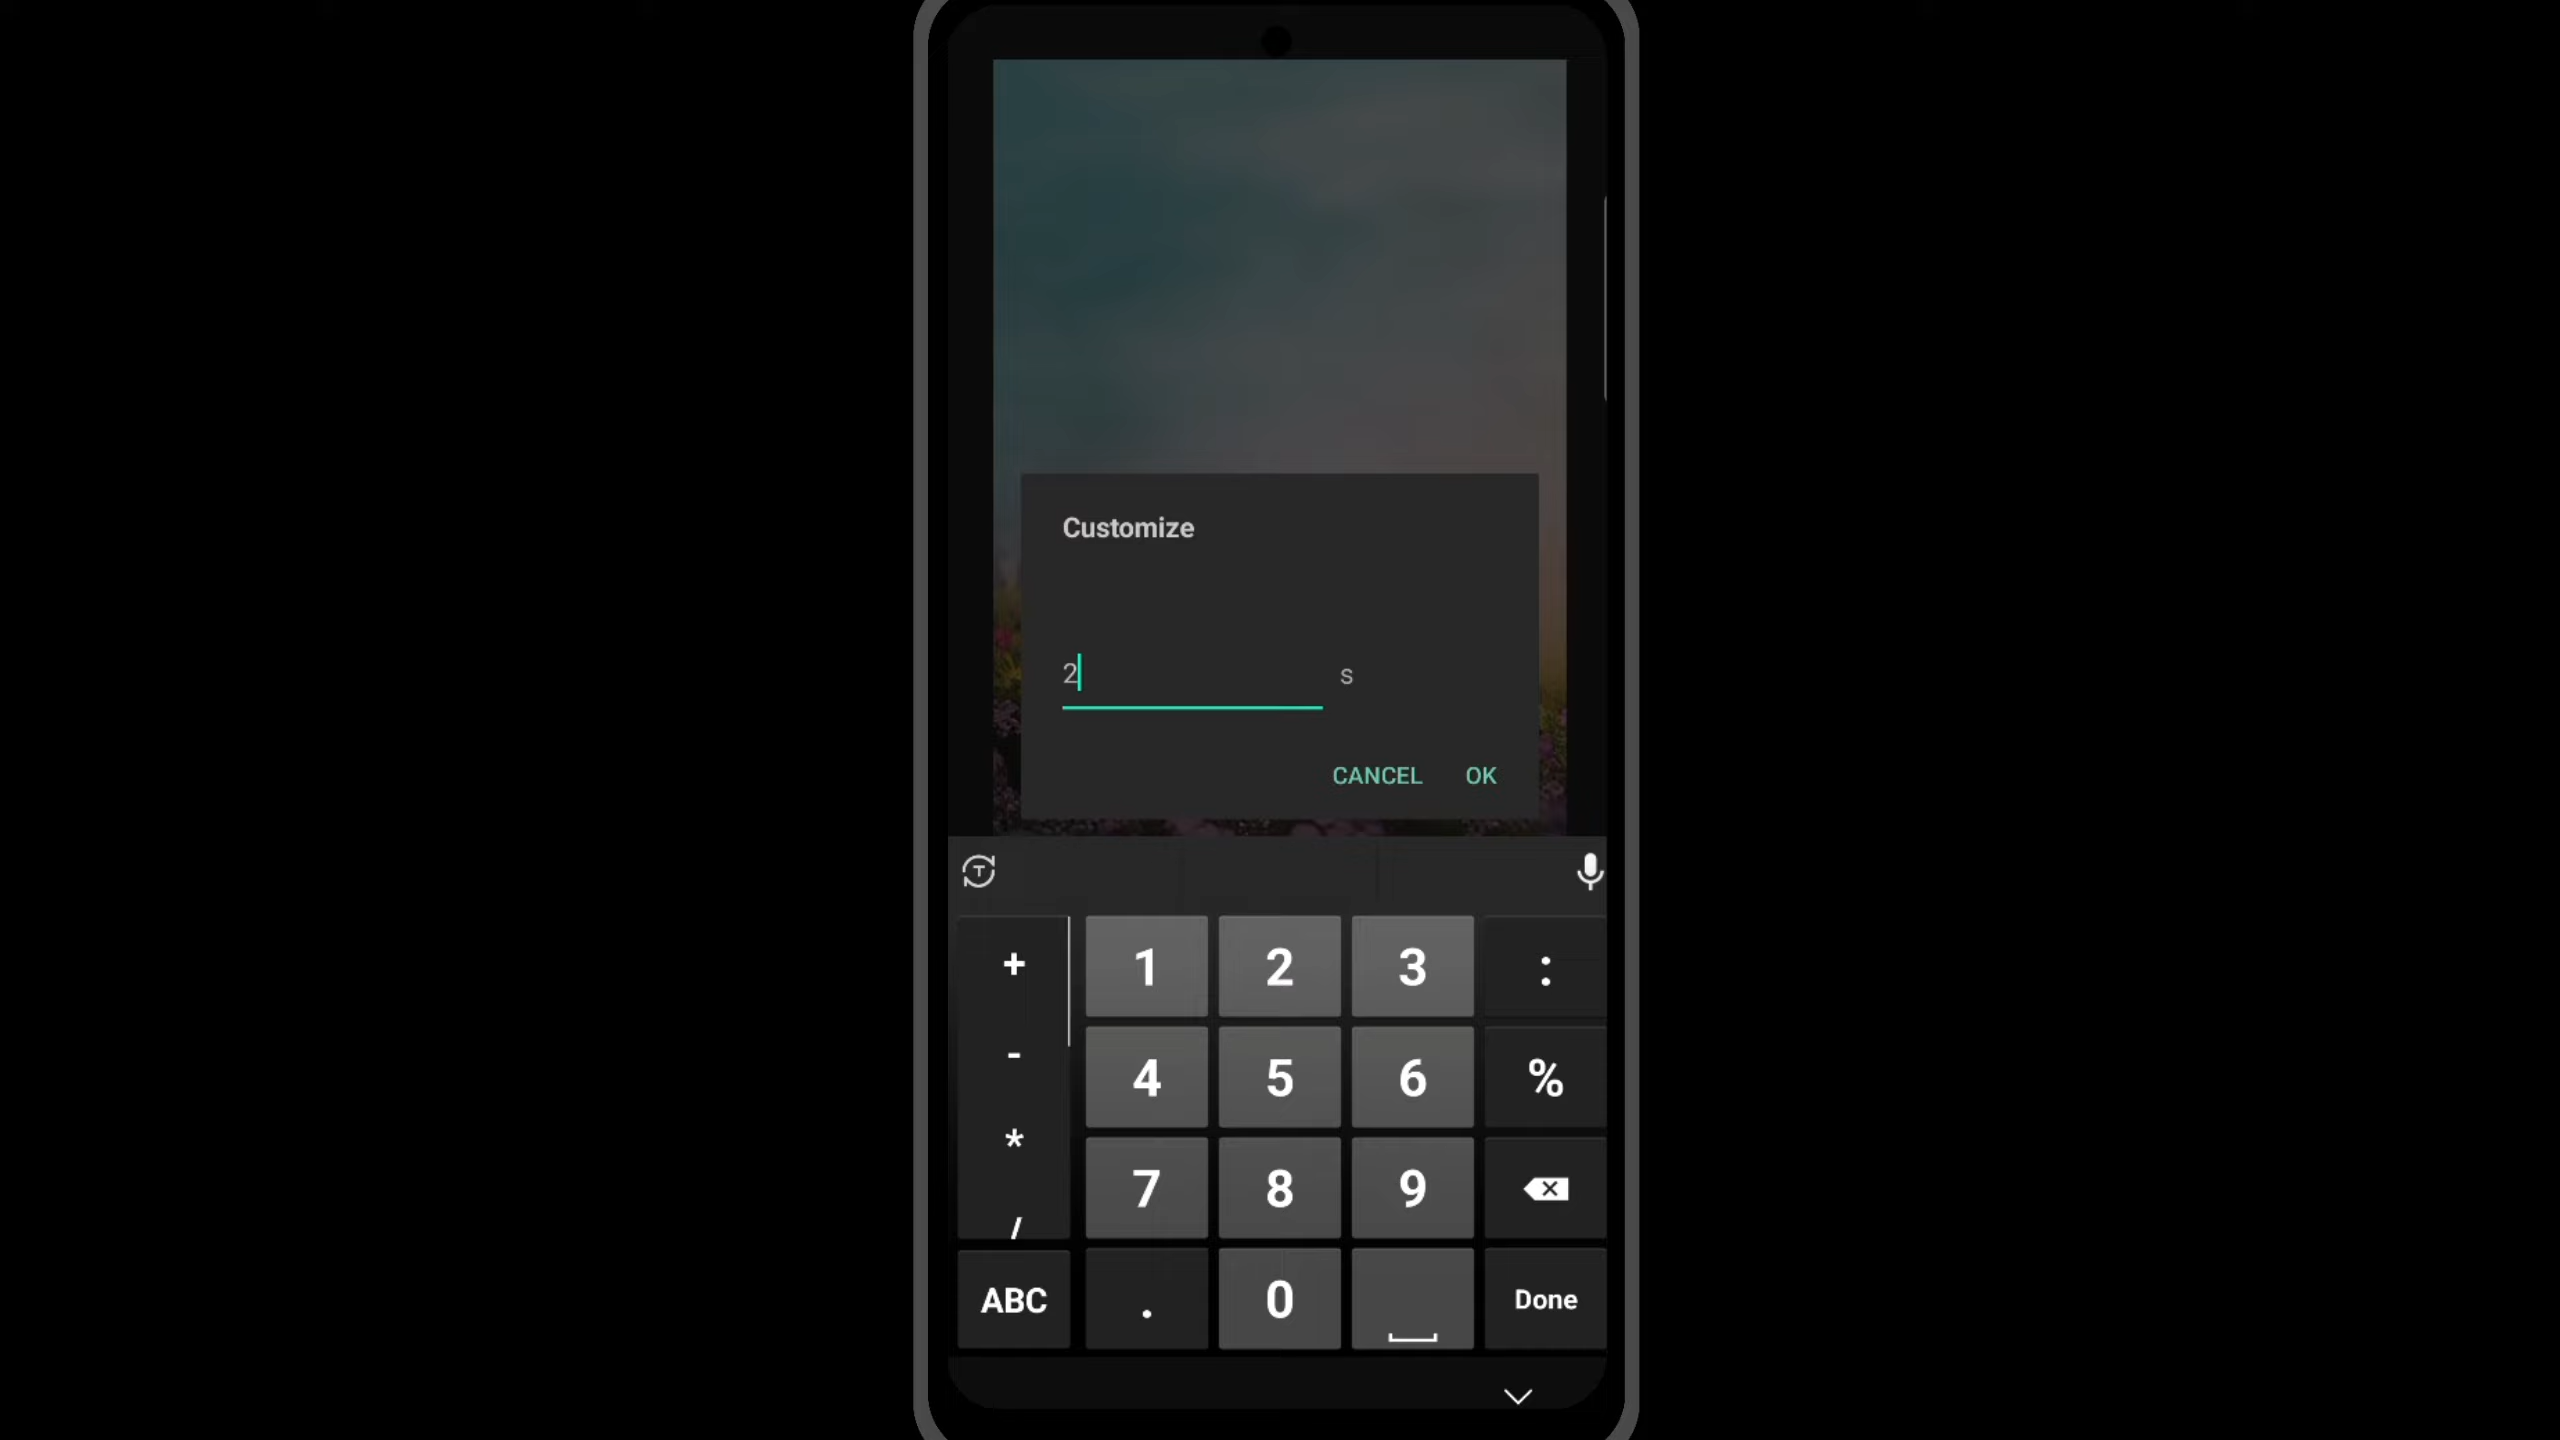 Customize
2 s
CANCEL OK
T
+ 1 2 3 :
- 4 5 6 %
* 7 8 9
/
ABC . 0 Done